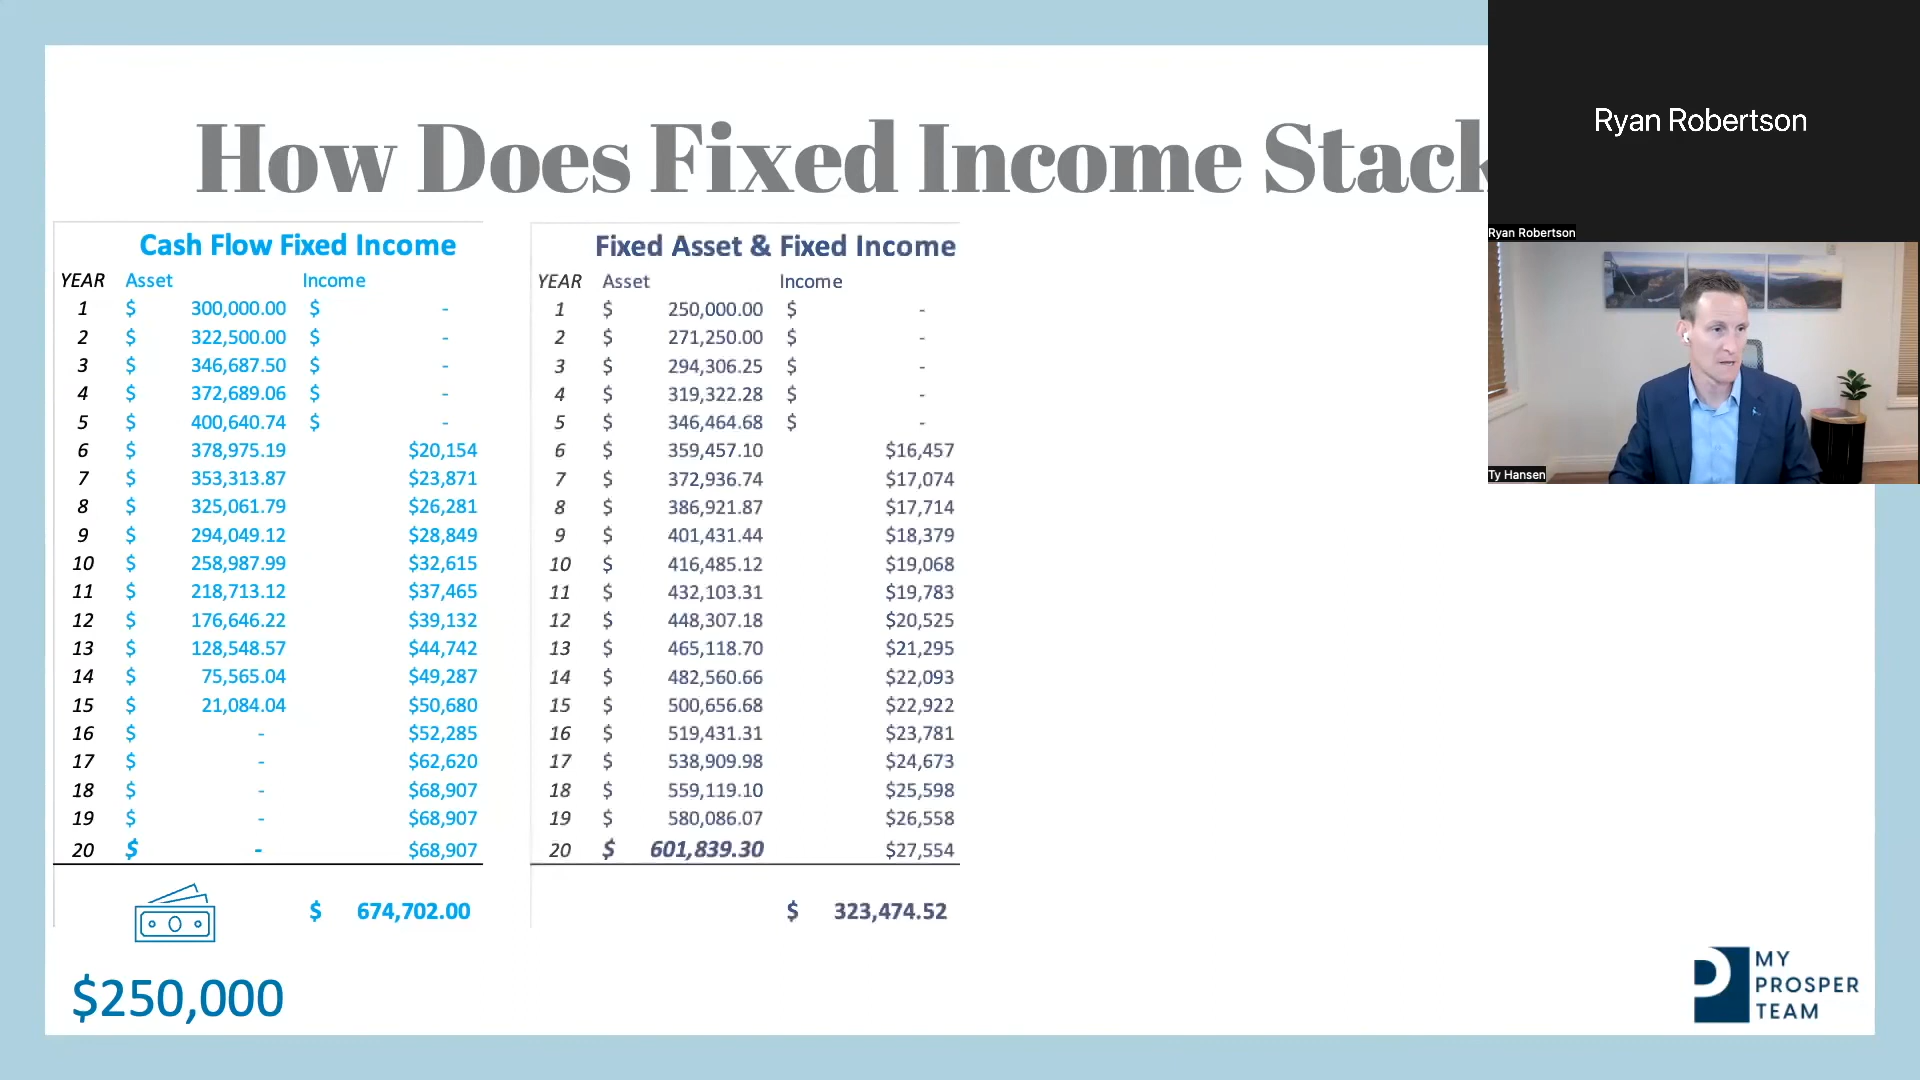 How Does Fixed Income Stack
Cash Flow Fixed Income
YEAR Asset Income
1 $ 300,000.00 $ -
2 $ 322,500.00 $ -
3 $ 346,687.50 $ -
4 $ 372,689.06 $ -
5 $ 400,640.74 $ -
6 $ 378,975.19 $20,154
7 $ 353,313.87 $23,871
8 $ 325,061.79 $26,281
9 $ 294,049.12 $28,849
10 $ 258,987.99 $32,615
11 $ 218,713.12 $37,465
12 $ 176,646.22 $39,132
13 $ 128,548.57 $44,742
14 $ 75,565.04 $49,287
15 $ 21,084.04 $50,680
16 $ - $52,285
17 $ - $62,620
18 $ - $68,907
19 $ - $68,907
20 $ - $68,907
$ 674,702.00
$250,000
Fixed Asset & Fixed Income
YEAR Asset Income
1 $ 250,000.00 $ -
2 $ 271,250.00 $ -
3 $ 294,306.25 $ -
4 $ 319,322.28 $ -
5 $ 346,464.68 $ -
6 $ 359,457.10 $16,457
7 $ 372,936.74 $17,074
8 $ 386,921.87 $17,714
9 $ 401,431.44 $18,379
10 $ 416,485.12 $19,068
11 $ 432,103.31 $19,783
12 $ 448,307.18 $20,525
13 $ 465,118.70 $21,295
14 $ 482,560.66 $22,093
15 $ 500,656.68 $22,922
16 $ 519,431.31 $23,781
17 $ 538,909.98 $24,673
18 $ 559,119.10 $25,598
19 $ 580,086.07 $26,558
20 $ 601,839.30 $27,554
$ 323,474.52
Ryan Robertson
Ryan Robertson
Ty Hansen
MY
PROSPER
TEAM